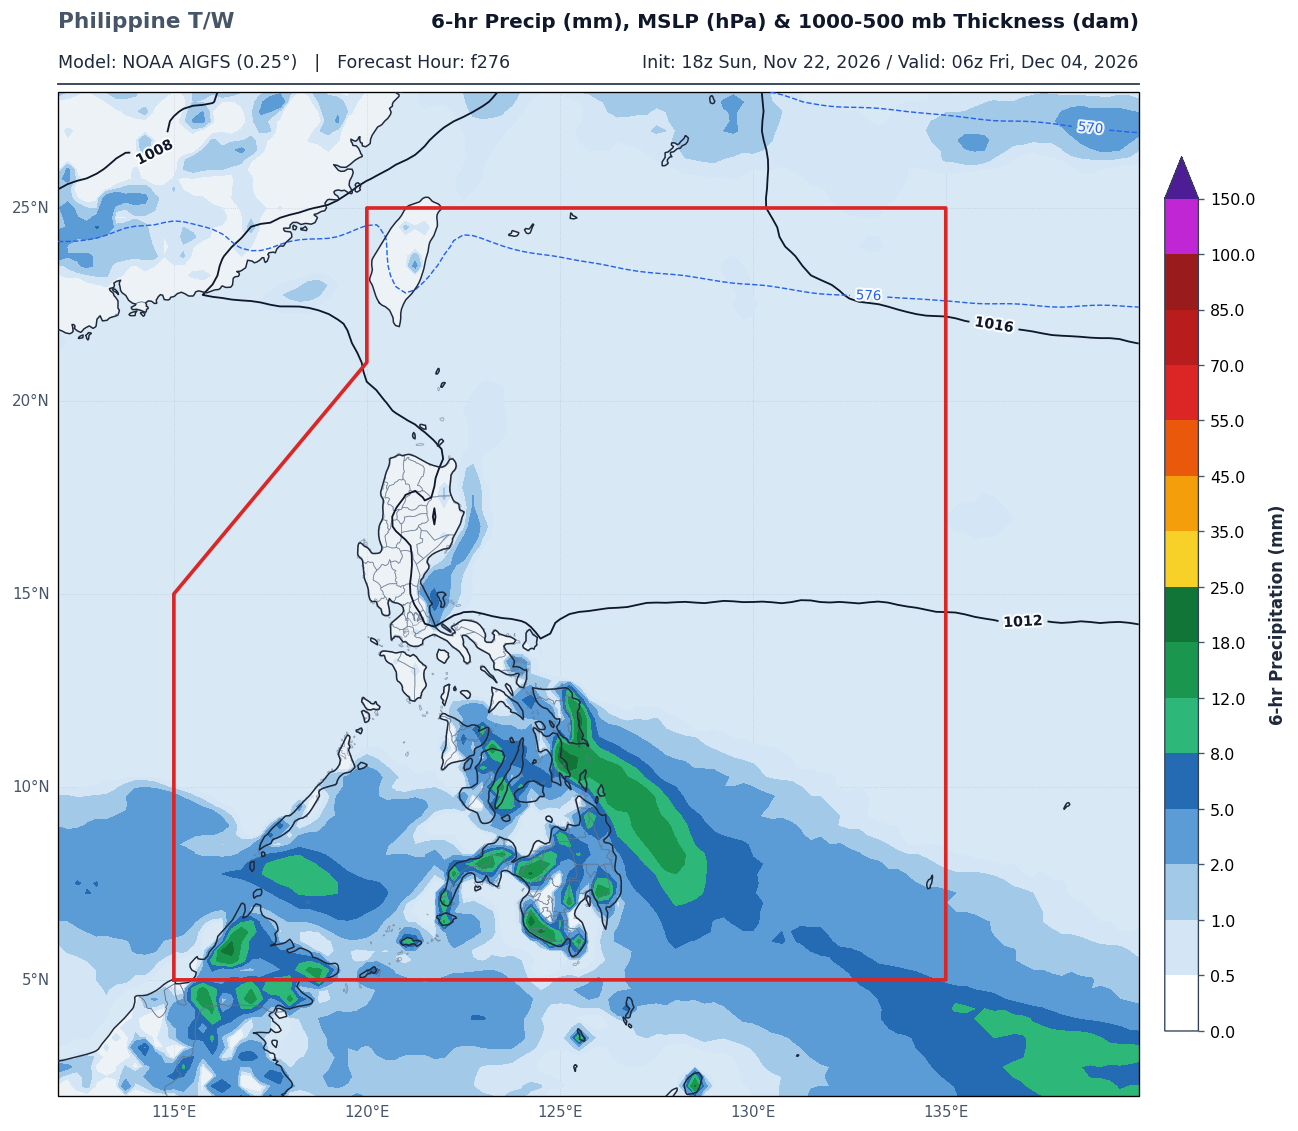 Philippine T/W
6-hr Precip (mm), MSLP (hPa) & 1000-500 mb Thickness (dam)
Model: NOAA AIGFS (0.25°) | Forecast Hour: f276
Init: 18z Sun, Nov 22, 2026 / Valid: 06z Fri, Dec 04, 2026
1008
570
576
1016
1012
25°N
20°N
15°N
10°N
5°N
115°E
120°E
125°E
130°E
135°E
150.0
100.0
85.0
70.0
55.0
45.0
35.0
25.0
18.0
12.0
8.0
5.0
2.0
1.0
0.5
0.0
6-hr Precipitation (mm)